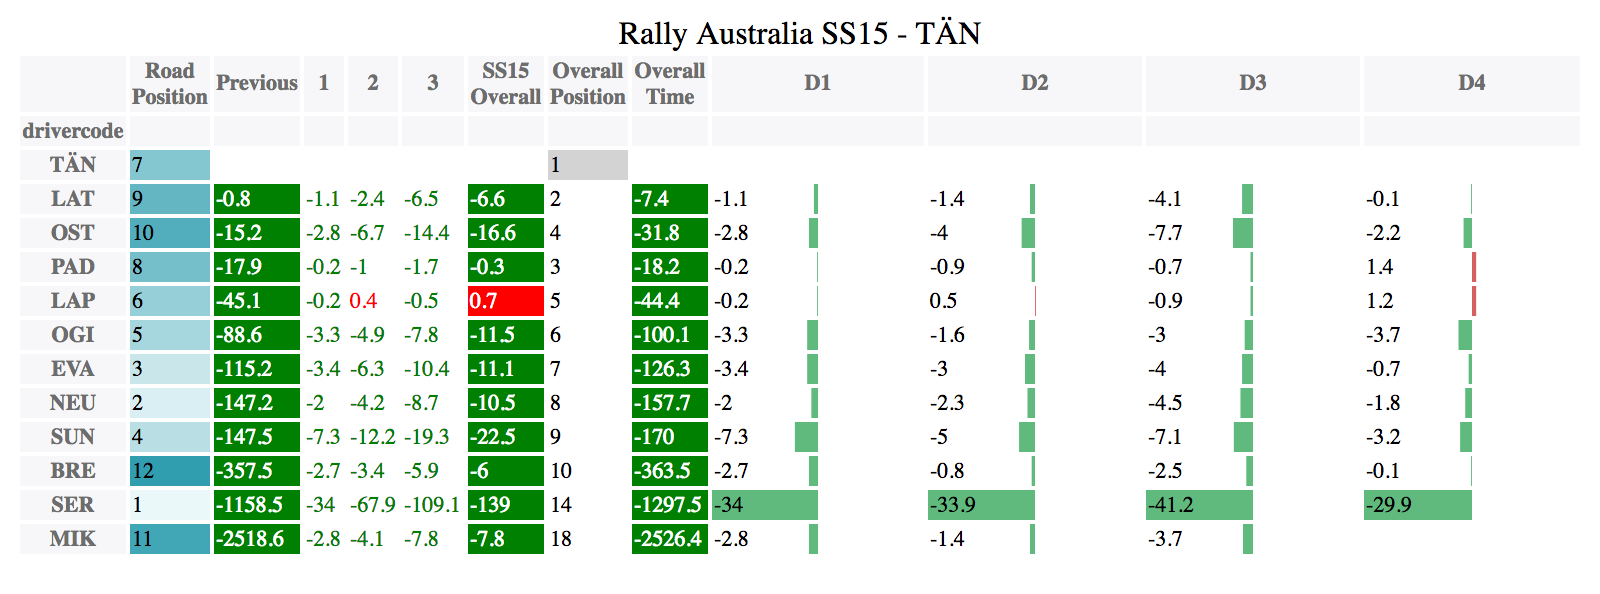 Rally Australia SS15 - TÄN
Road Position Previous 1 2 3 SS15 Overall Overall Position Overall Time D1 D2 D3 D4
drivercode
TÄN 7 1
LAT 9 -0.8 -1.1 -2.4 -6.5 -6.6 2 -7.4 -1.1 -1.4 -4.1 -0.1
OST 10 -15.2 -2.8 -6.7 -14.4 -16.6 4 -31.8 -2.8 -4 -7.7 -2.2
PAD 8 -17.9 -0.2 -1 -1.7 -0.3 3 -18.2 -0.2 -0.9 -0.7 1.4
LAP 6 -45.1 -0.2 0.4 -0.5 0.7 5 -44.4 -0.2 0.5 -0.9 1.2
OGI 5 -88.6 -3.3 -4.9 -7.8 -11.5 6 -100.1 -3.3 -1.6 -3 -3.7
EVA 3 -115.2 -3.4 -6.3 -10.4 -11.1 7 -126.3 -3.4 -3 -4 -0.7
NEU 2 -147.2 -2 -4.2 -8.7 -10.5 8 -157.7 -2 -2.3 -4.5 -1.8
SUN 4 -147.5 -7.3 -12.2 -19.3 -22.5 9 -170 -7.3 -5 -7.1 -3.2
BRE 12 -357.5 -2.7 -3.4 -5.9 -6 10 -363.5 -2.7 -0.8 -2.5 -0.1
SER 1 -1158.5 -34 -67.9 -109.1 -139 14 -1297.5 -34 -33.9 -41.2 -29.9
MIK 11 -2518.6 -2.8 -4.1 -7.8 -7.8 18 -2526.4 -2.8 -1.4 -3.7